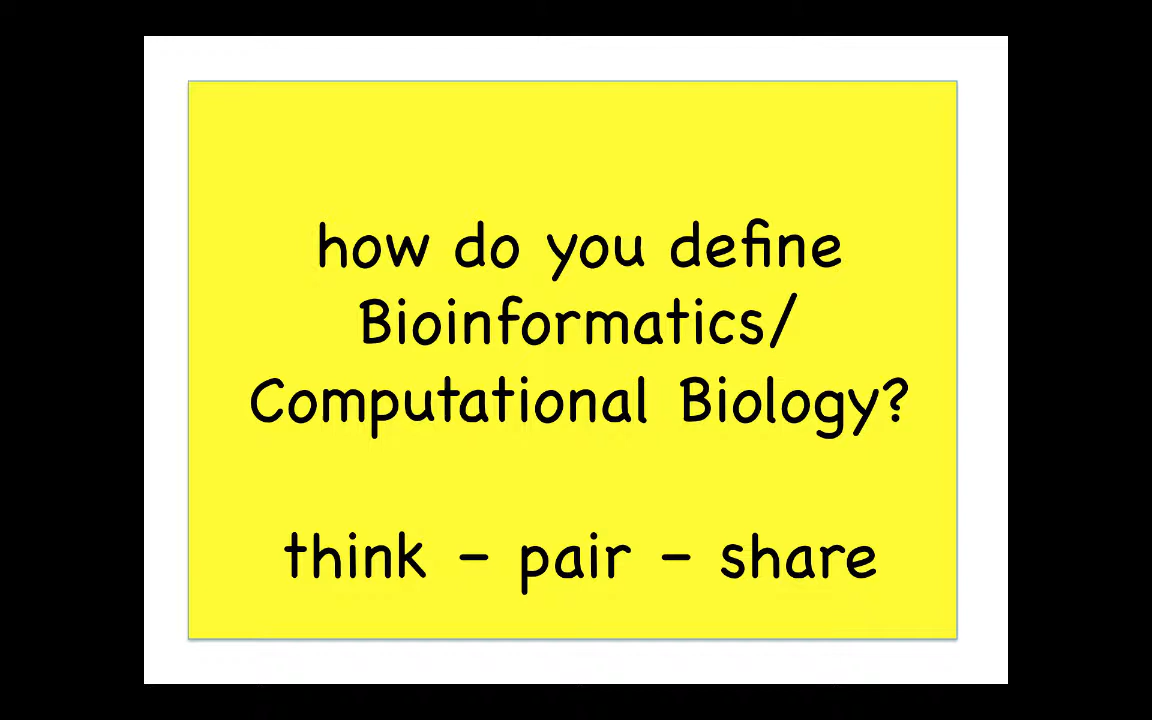 how do you define
Bioinformatics/
Computational Biology?
think – pair – share